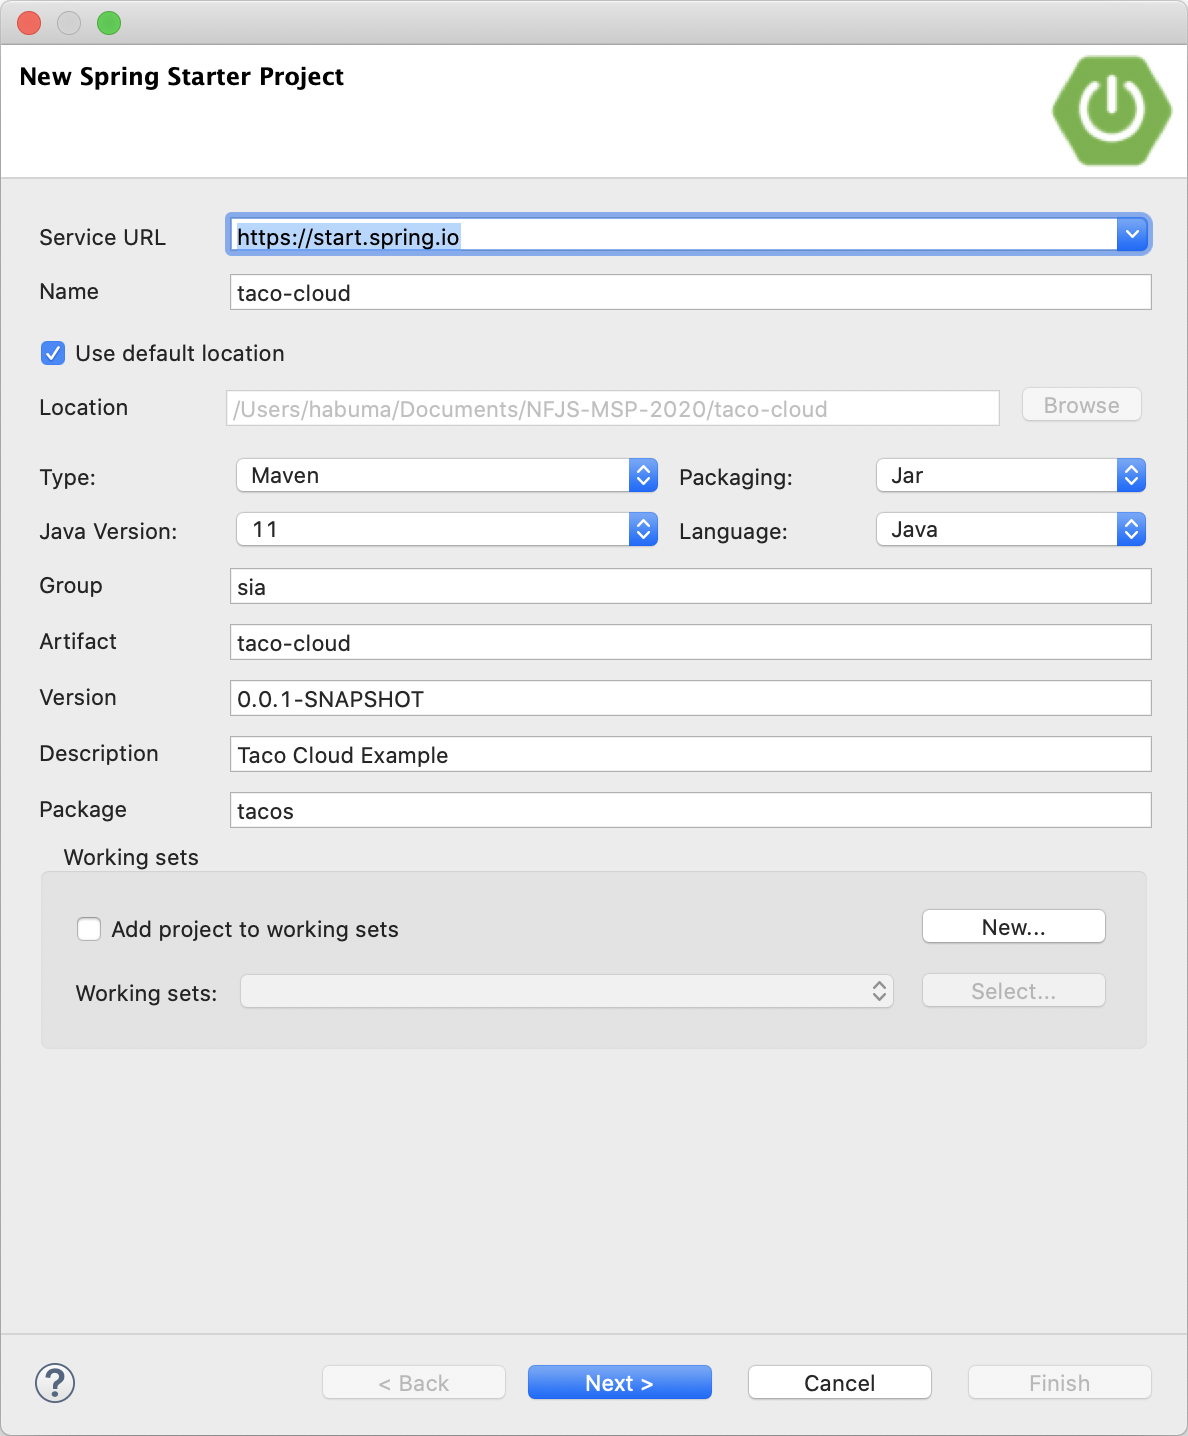 New Spring Starter Project
Service URL https://start.spring.io
Name taco-cloud
Use default location
Location /Users/habuma/Documents/NFJS-MSP-2020/taco-cloud Browse
Type: Maven Packaging: Jar
Java Version: 11 Language: Java
Group sia
Artifact taco-cloud
Version 0.0.1-SNAPSHOT
Description Taco Cloud Example
Package tacos
Working sets
Add project to working sets New...
Working sets: Select...
? < Back Next > Cancel Finish